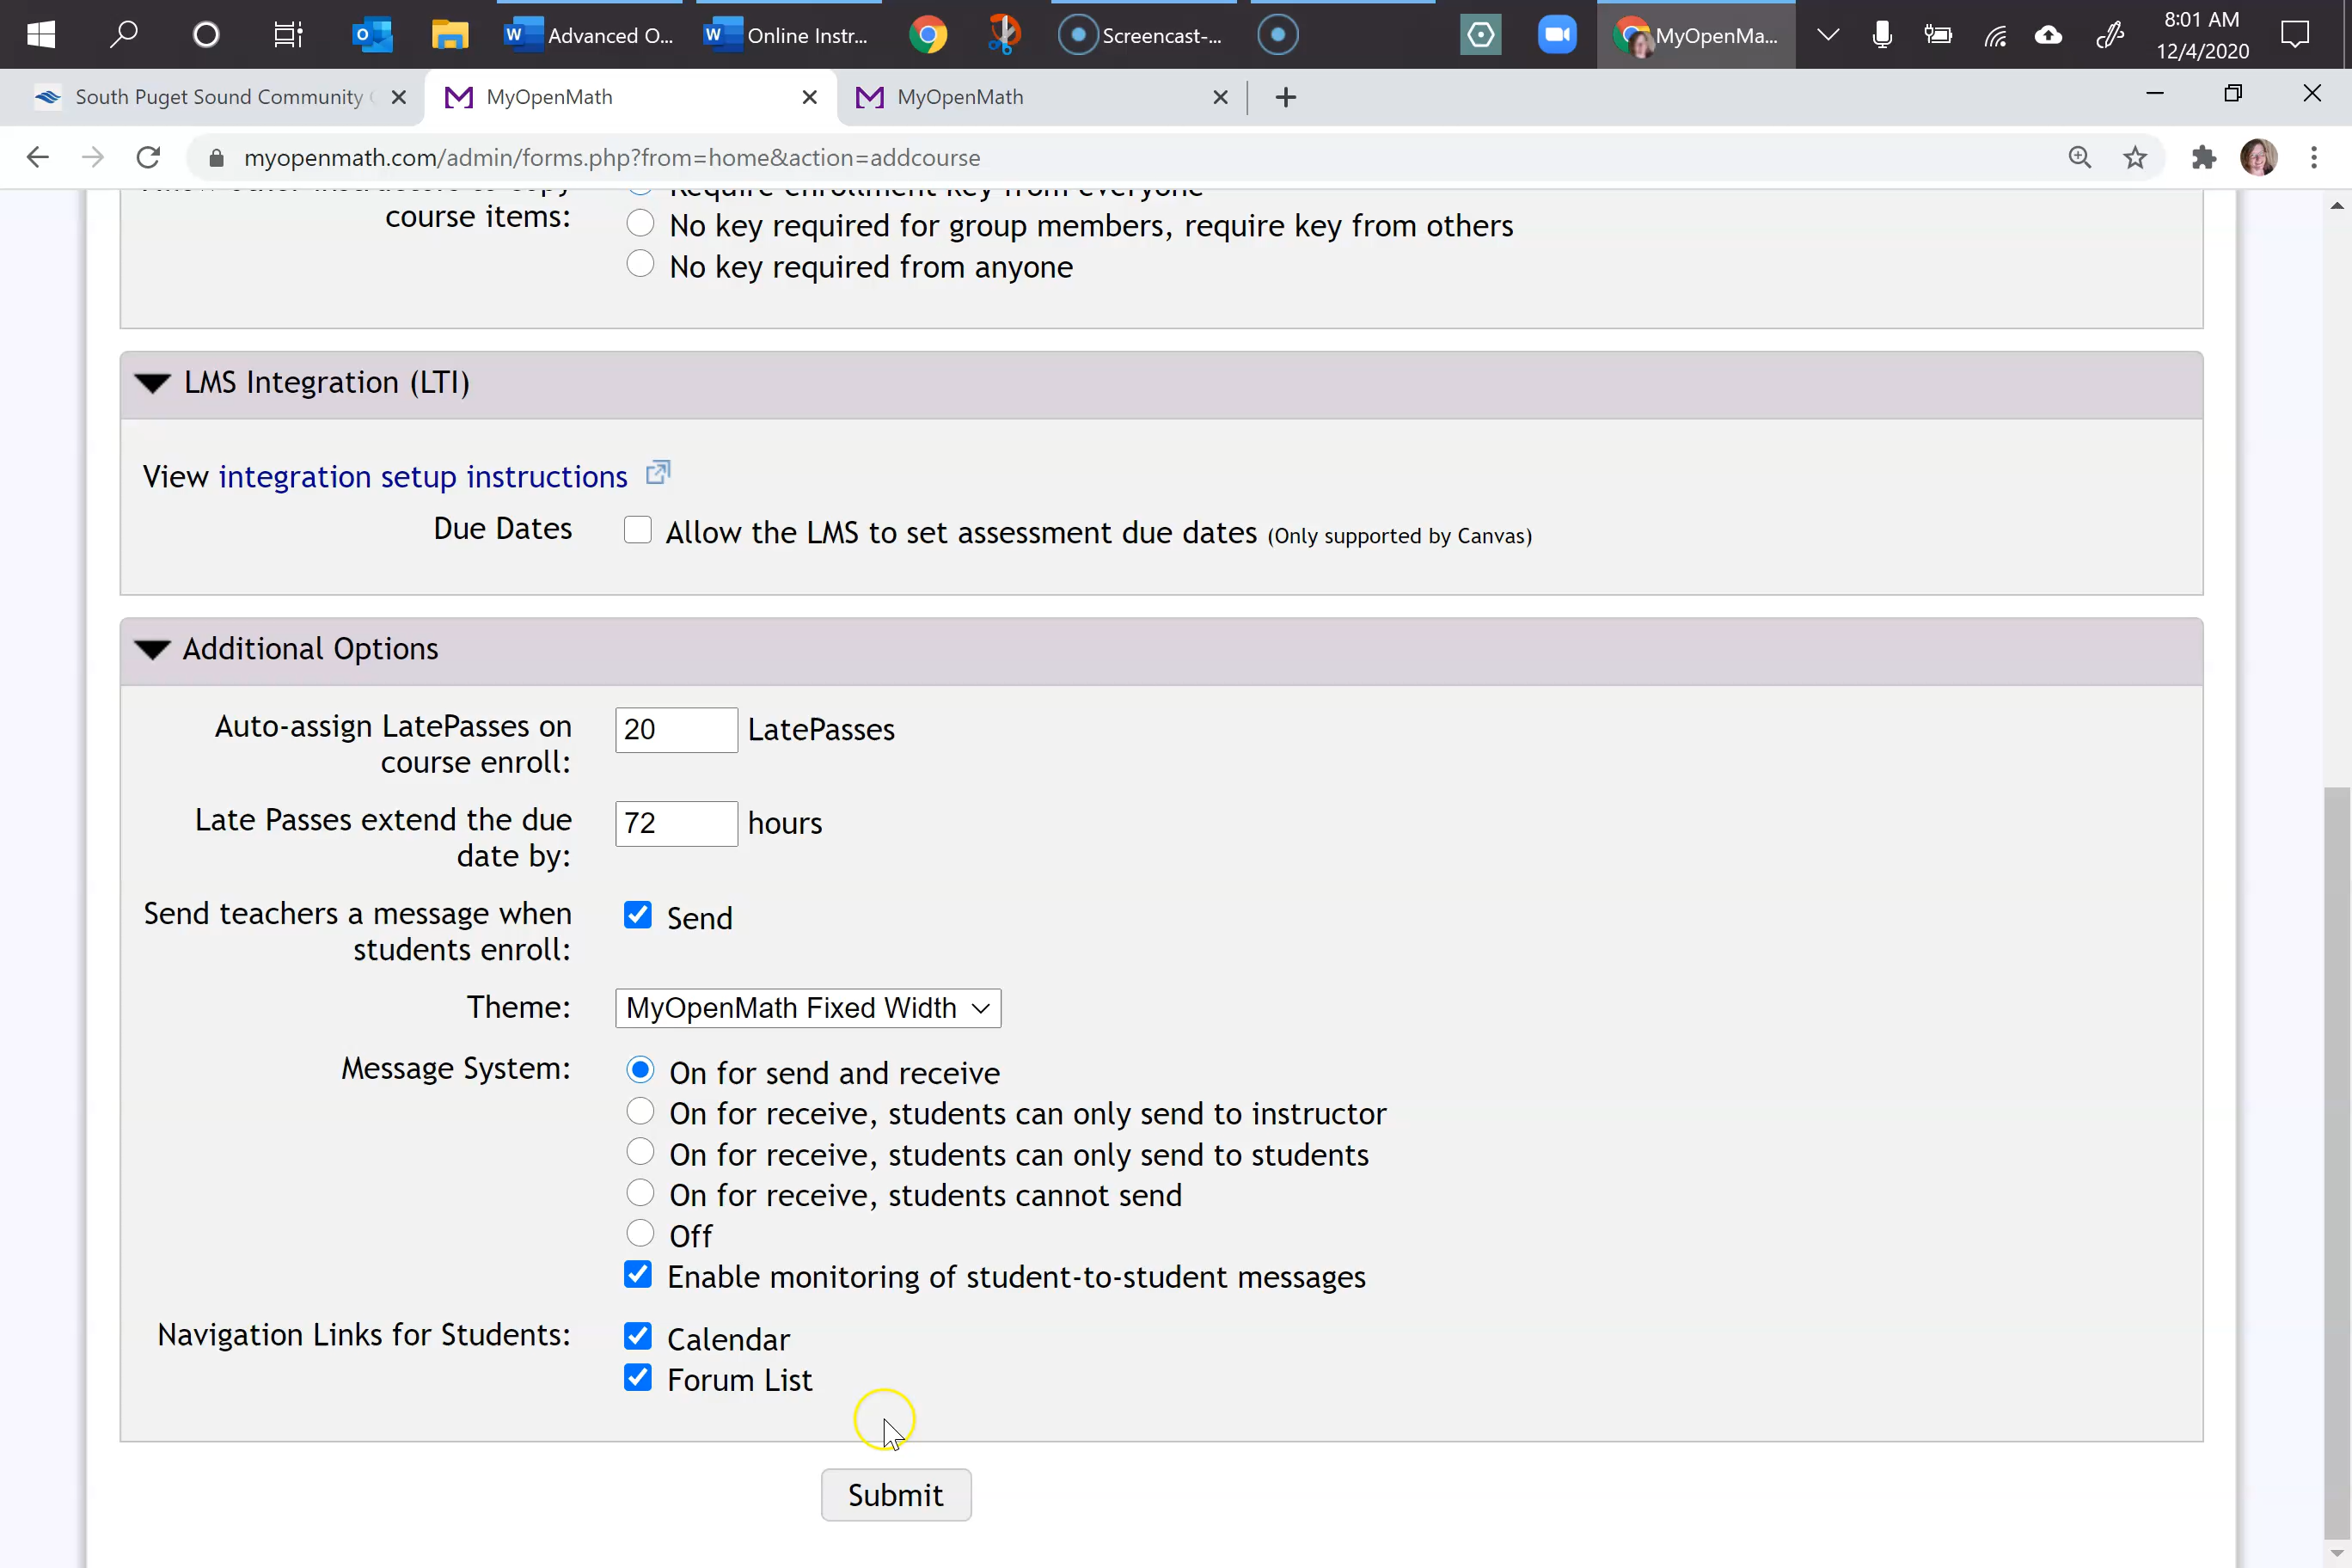 Advanced O...
Online Instr...
Screencast-...
MyOpenMa...
8:01 AM
12/4/2020
South Puget Sound Community
MyOpenMath
MyOpenMath
myopenmath.com/admin/forms.php?from=home&action=addcourse
Require enrollment key from everyone
course items:
No key required for group members, require key from others
No key required from anyone
LMS Integration (LTI)
View integration setup instructions
Due Dates
Allow the LMS to set assessment due dates (Only supported by Canvas)
Additional Options
Auto-assign LatePasses on
course enroll:
20 LatePasses
Late Passes extend the due
date by:
72 hours
Send teachers a message when
students enroll:
Send
Theme:
MyOpenMath Fixed Width
Message System:
On for send and receive
On for receive, students can only send to instructor
On for receive, students can only send to students
On for receive, students cannot send
Off
Enable monitoring of student-to-student messages
Navigation Links for Students:
Calendar
Forum List
Submit